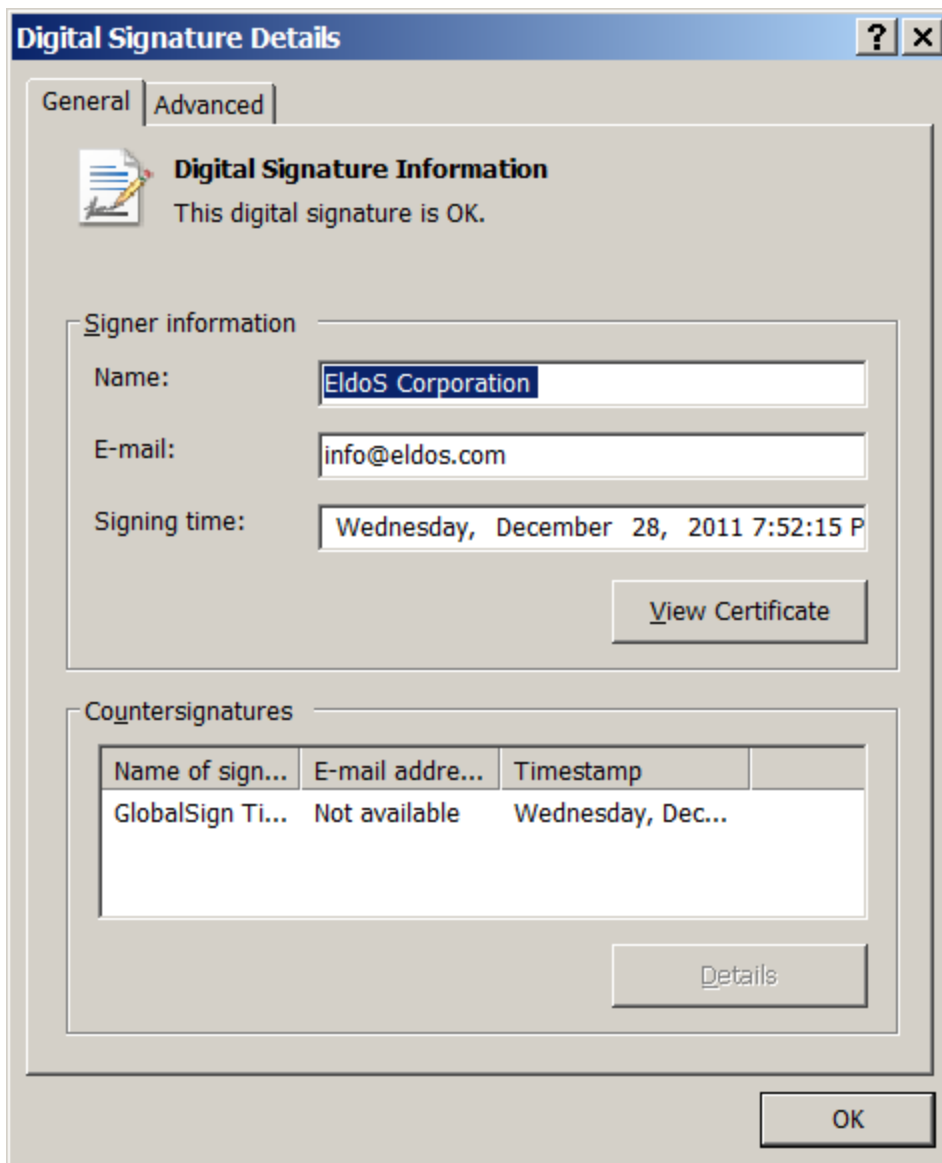 Digital Signature Details
General Advanced
Digital Signature Information
This digital signature is OK.
Signer information
Name: EldoS Corporation
E-mail: info@eldos.com
Signing time: Wednesday, December 28, 2011 7:52:15 P
View Certificate
Countersignatures
Name of sign... E-mail addre... Timestamp
GlobalSign Ti... Not available Wednesday, Dec...
Details
OK